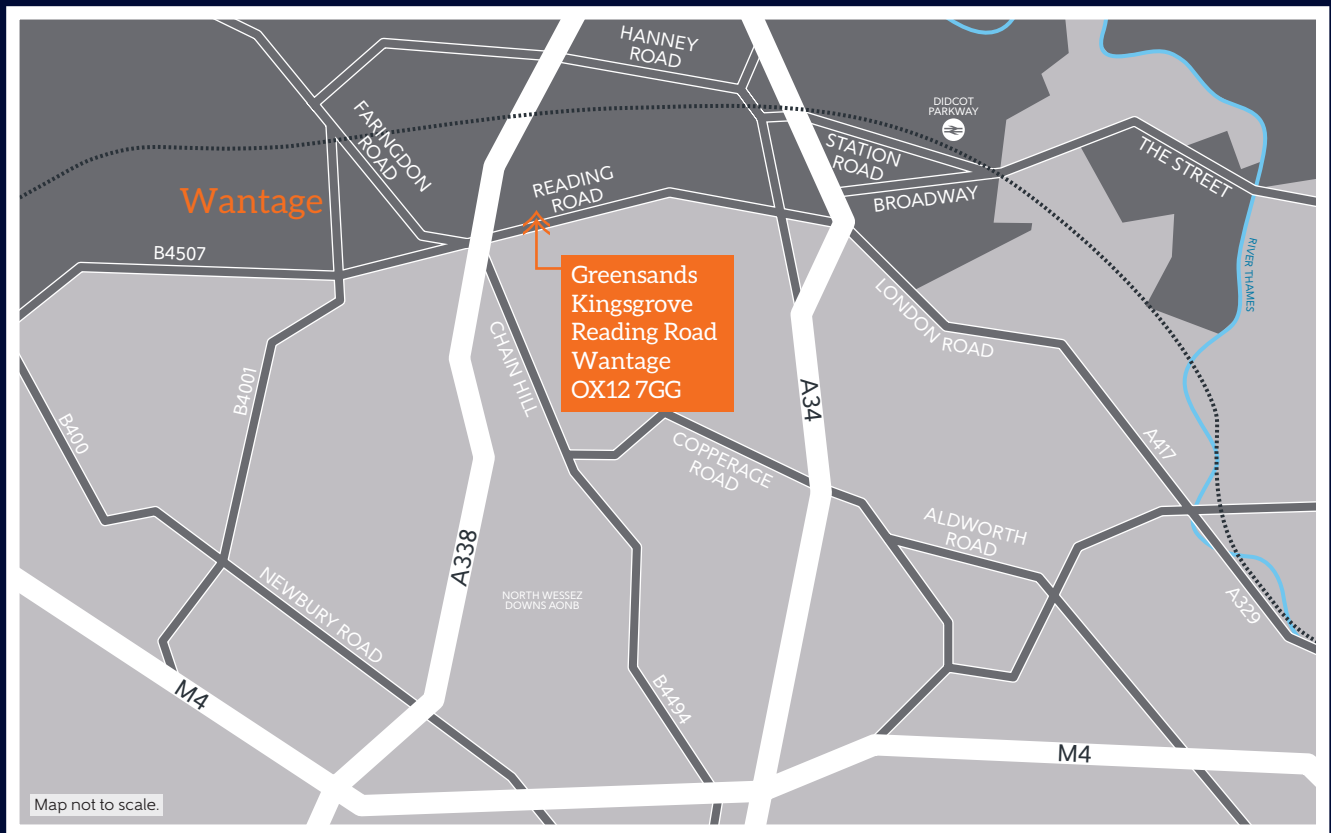 HANNEY
ROAD
DIDCOT
PARKWAY
FARINGDON
ROAD
STATION
ROAD
THE STREET
READING
ROAD
BROADWAY
Wantage
B4507
RIVER THAMES
Greensands
Kingsgrove
Reading Road
Wantage
OX12 7GG
LONDON ROAD
CHAIN HILL
B4001
A34
B400
COPPERAGE
ROAD
A417
ALDWORTH
ROAD
A338
NEWBURY ROAD
NORTH WESSEZ
DOWNS AONB
A329
M4
B4494
M4
Map not to scale.